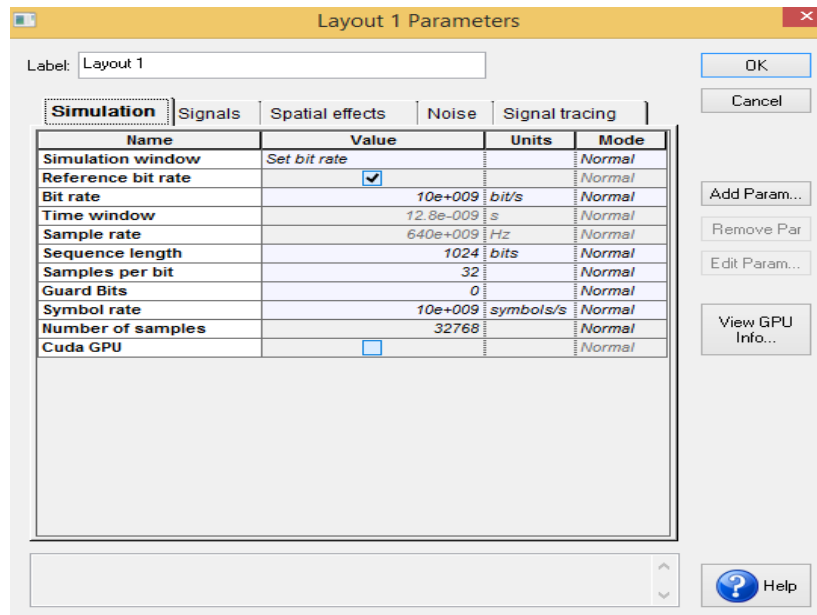 Layout 1 Parameters
Label: Layout 1
OK
Cancel
Simulation Signals Spatial effects Noise Signal tracing
Name Value Units Mode
Simulation window Set bit rate Normal
Reference bit rate Normal
Bit rate 10e+009 bit/s Normal
Time window 12.8e-009 s Normal
Sample rate 640e+009 Hz Normal
Sequence length 1024 bits Normal
Samples per bit 32 Normal
Guard Bits 0 Normal
Symbol rate 10e+009 symbols/s Normal
Number of samples 32768 Normal
Cuda GPU Normal
Add Param...
Remove Par
Edit Param...
View GPU
Info...
Help